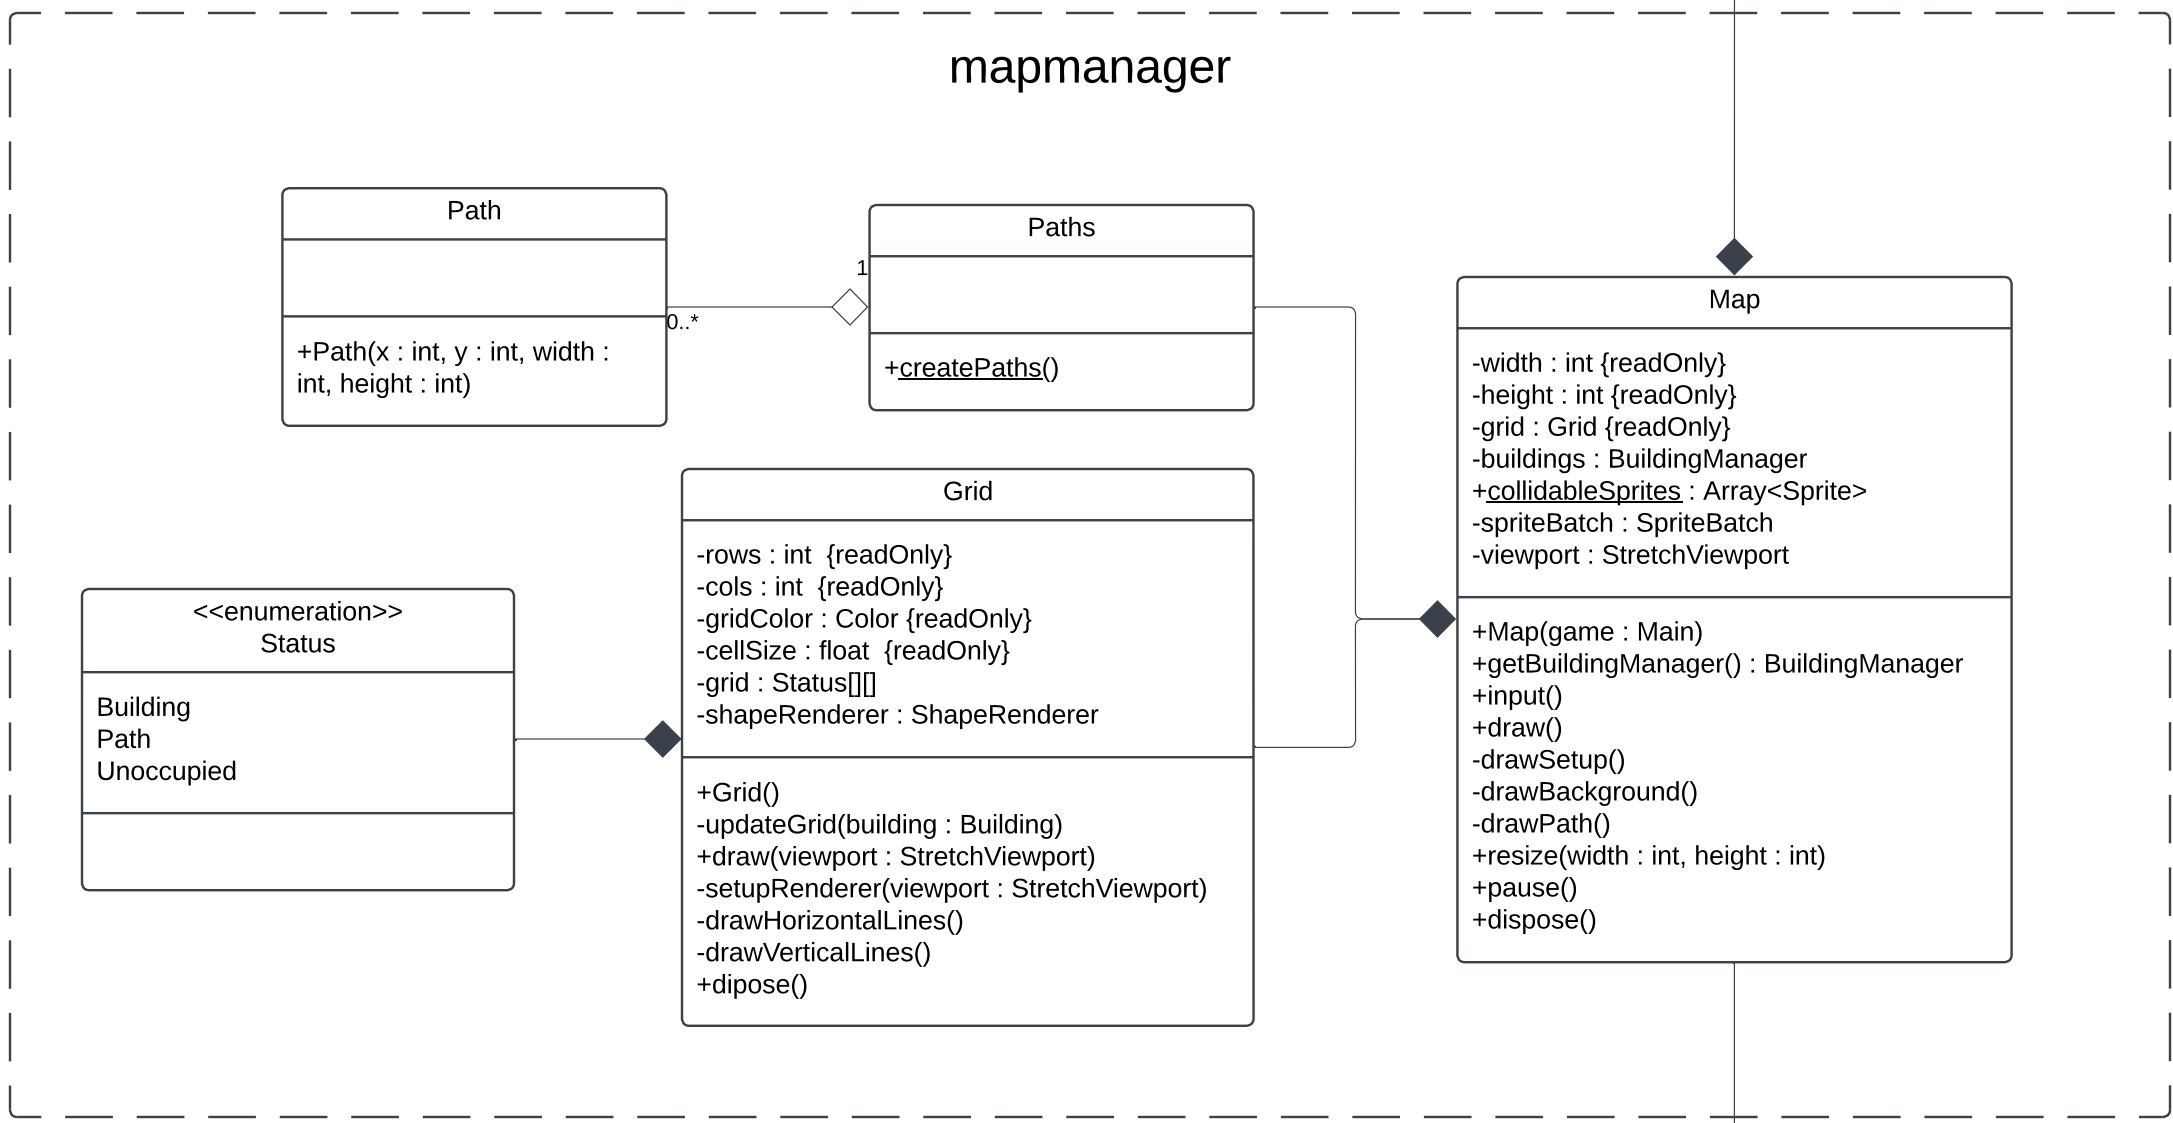 mapmanager
Path
+Path(x : int, y : int, width :
int, height : int)
0..*
1
Paths
+createPaths()
Grid
-rows : int  {readOnly}
-cols : int  {readOnly}
-gridColor : Color {readOnly}
-cellSize : float  {readOnly}
-grid : Status[][]
-shapeRenderer : ShapeRenderer
+Grid()
-updateGrid(building : Building)
+draw(viewport : StretchViewport)
-setupRenderer(viewport : StretchViewport)
-drawHorizontalLines()
-drawVerticalLines()
+dipose()
<<enumeration>>
Status
Building
Path
Unoccupied
Map
-width : int {readOnly}
-height : int {readOnly}
-grid : Grid {readOnly}
-buildings : BuildingManager
+collidableSprites : Array<Sprite>
-spriteBatch : SpriteBatch
-viewport : StretchViewport
+Map(game : Main)
+getBuildingManager() : BuildingManager
+input()
+draw()
-drawSetup()
-drawBackground()
-drawPath()
+resize(width : int, height : int)
+pause()
+dispose()